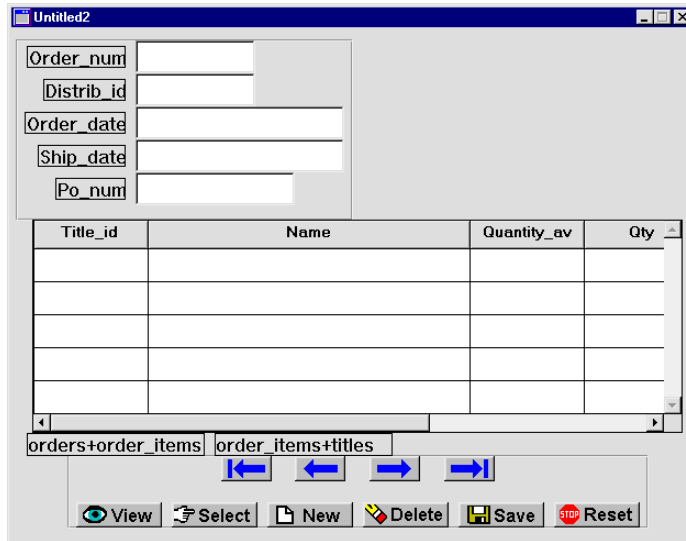 Untitled2
Order_num
Distrib_id
Order_date
Ship_date
Po_num
Title_id Name Quantity_av Qty
orders+order_items order_items+titles
View Select New Delete Save STOP Reset